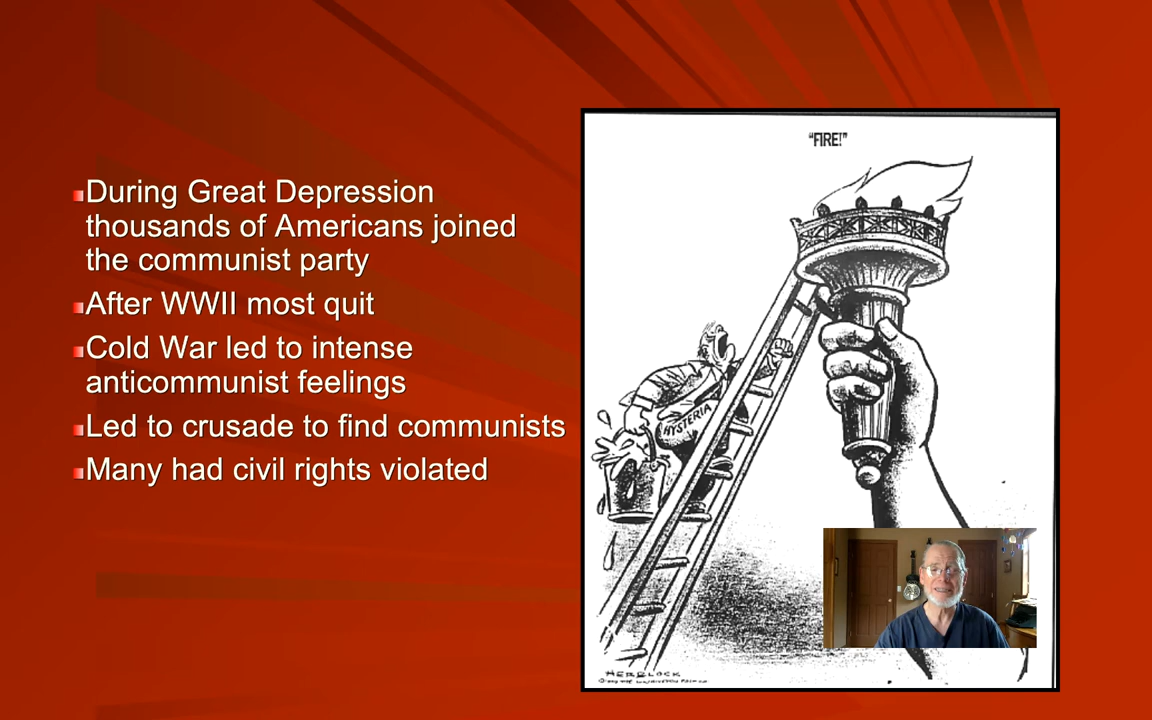 During Great Depression
thousands of Americans joined
the communist party
After WWII most quit
Cold War led to intense
anticommunist feelings
Led to crusade to find communists
Many had civil rights violated
"FIRE!"
HYSTERIA
HERBLOCK